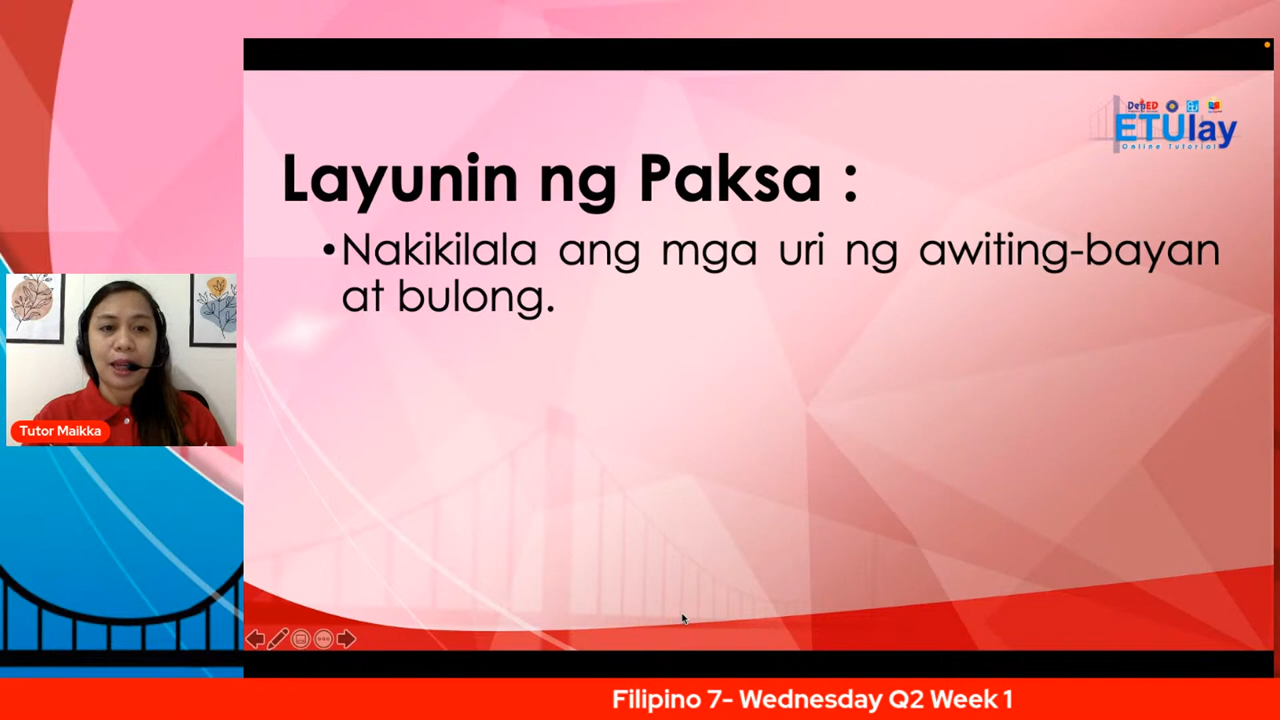 DepED
ETUlay
Online Tutorial
Layunin ng Paksa :
•Nakikilala ang mga uri ng awiting-bayan
at bulong.
Tutor Maikka
Filipino 7- Wednesday Q2 Week 1